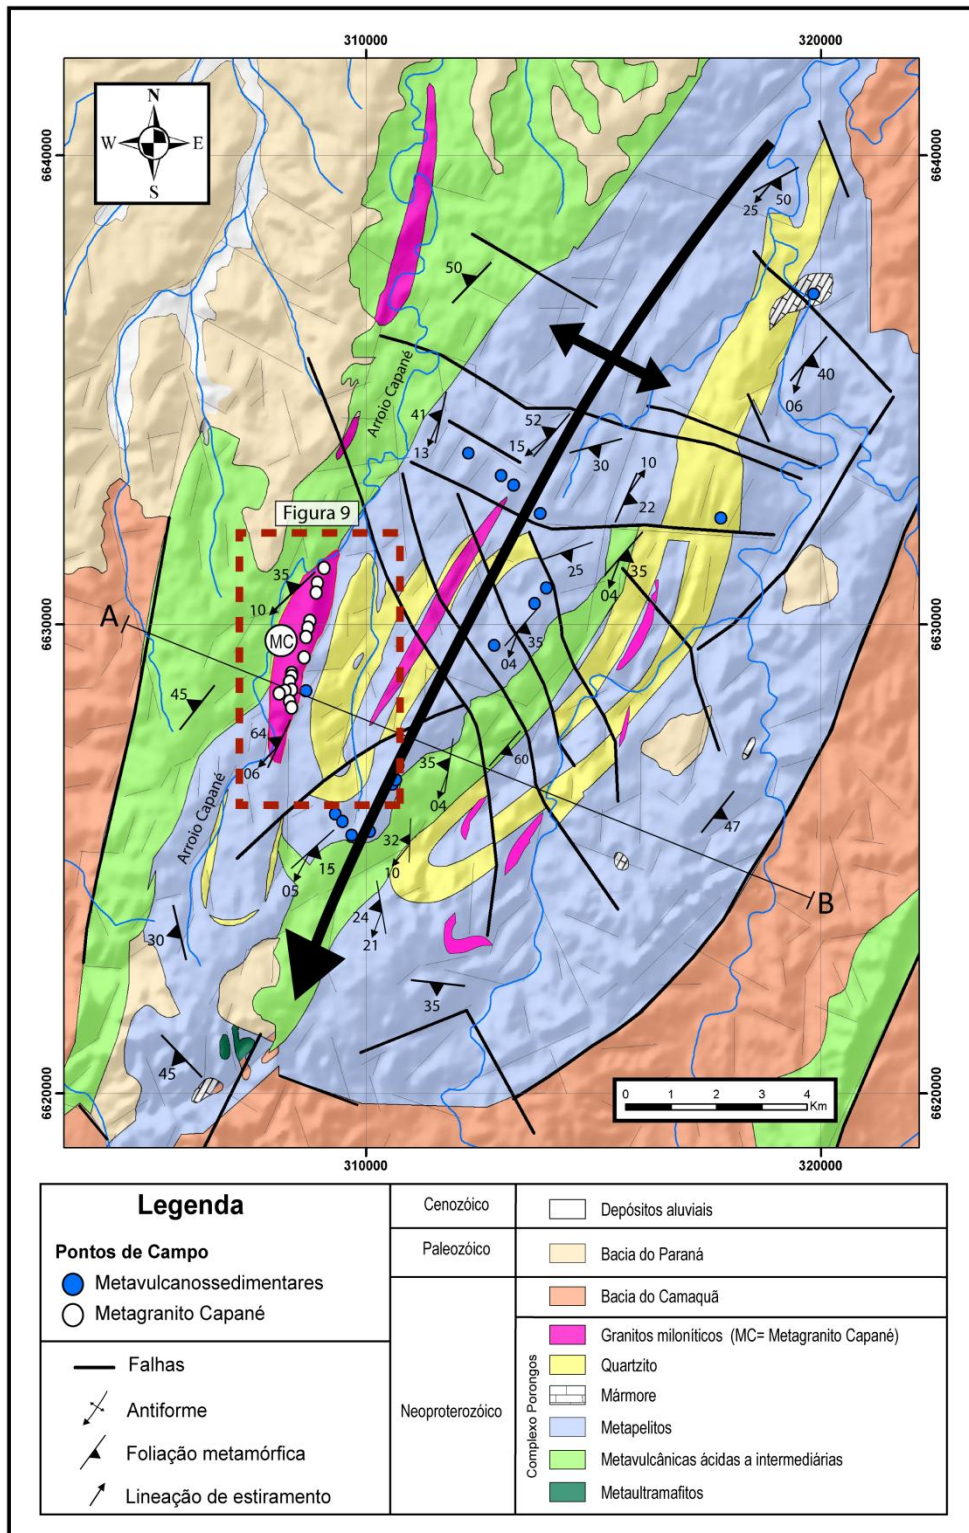 310000
320000
N
W E
S
6640000
6640000
50
25
50
Arroio Capané
40
06
41
13
52
15
30
10
22
Figura 9
35
10
25
35
04
A
6630000
6630000
MC
35
04
45
64
06
35
04
60
Arroio Capané
47
32
10
15
05
B
24
21
30
35
45
6620000
6620000
0 1 2 3 4
Km
310000
320000
Legenda
Pontos de Campo
Metavulcanossedimentares
Metagranito Capané
Falhas
Antiforme
Foliação metamórfica
Lineação de estiramento
Cenozóico
Depósitos aluviais
Paleozóico
Bacia do Paraná
Neoproterozóico
Bacia do Camaquã
Complexo Porongos
Granitos miloníticos (MC= Metagranito Capané)
Quartzito
Mármore
Metapelitos
Metavulcânicas ácidas a intermediárias
Metaultramafitos